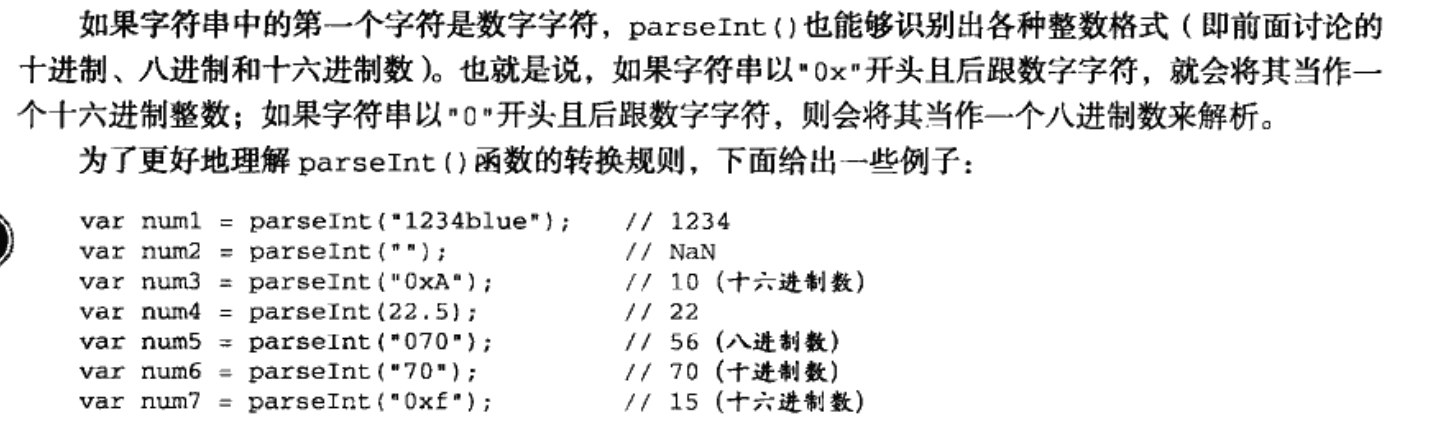 如果字符串中的第一个字符是数字字符，parseInt()也能够识别出各种整数格式（即前面讨论的
十进制、八进制和十六进制数）。也就是说，如果字符串以"0x"开头且后跟数字字符，就会将其当作一
个十六进制整数；如果字符串以"0"开头且后跟数字字符，则会将其当作一个八进制数来解析。
为了更好地理解 parseInt()函数的转换规则，下面给出一些例子：
var num1 = parseInt("1234blue"); // 1234
var num2 = parseInt(""); // NaN
var num3 = parseInt("0xA"); // 10（十六进制数）
var num4 = parseInt(22.5); // 22
var num5 = parseInt("070"); // 56（八进制数）
var num6 = parseInt("70"); // 70（十进制数）
var num7 = parseInt("0xf"); // 15（十六进制数）